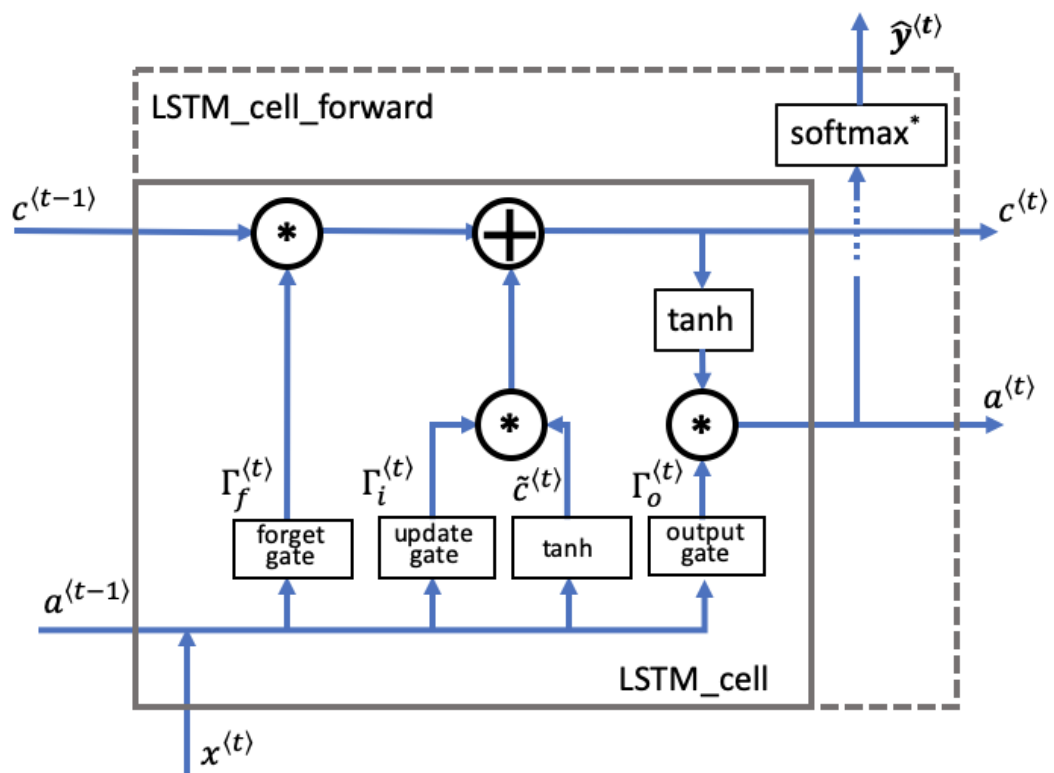 ŷ⟨t⟩
LSTM_cell_forward
softmax*
c⟨t−1⟩
c⟨t⟩
*
+
tanh
*
*
a⟨t⟩
Γf⟨t⟩
Γi⟨t⟩
c̃⟨t⟩
Γo⟨t⟩
forget
gate
update
gate
tanh
output
gate
a⟨t−1⟩
LSTM_cell
x⟨t⟩